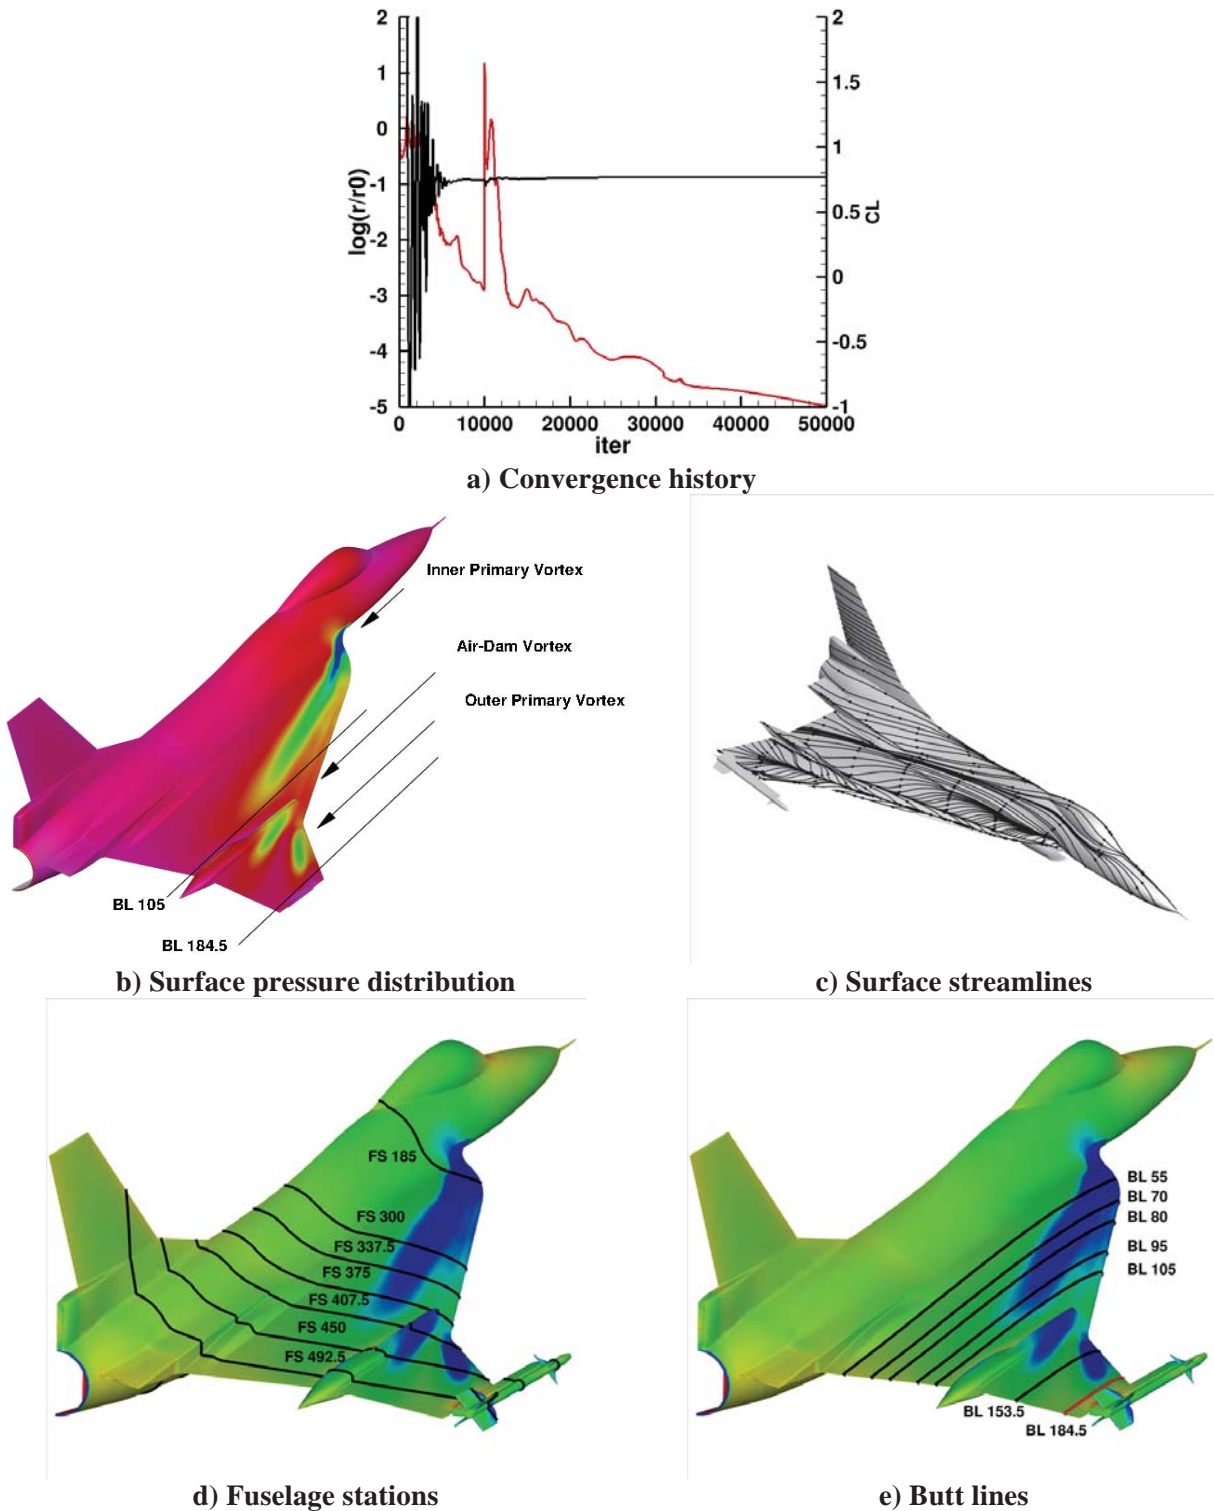 2
1
0
-1
-2
-3
-4
-5
log(r/r0)
2
1.5
1
0.5
0
-0.5
-1
CL
0 10000 20000 30000 40000 50000
iter
a) Convergence history
Inner Primary Vortex
Air-Dam Vortex
Outer Primary Vortex
BL 105
BL 184.5
b) Surface pressure distribution
c) Surface streamlines
FS 185
FS 300
FS 337.5
FS 375
FS 407.5
FS 450
FS 492.5
d) Fuselage stations
BL 55
BL 70
BL 80
BL 95
BL 105
BL 153.5
BL 184.5
e) Butt lines